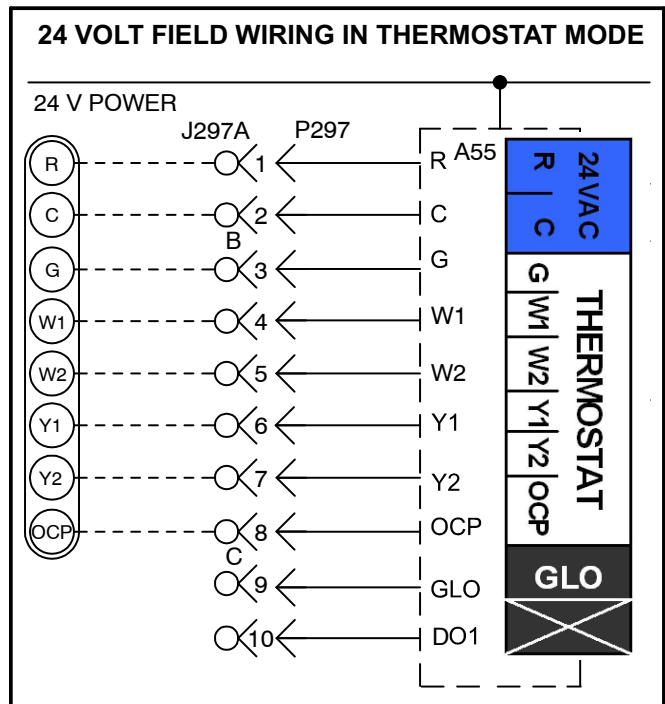 24 VOLT FIELD WIRING IN THERMOSTAT MODE
24 V POWER
J297A P297
R 1 R A55
C 2 C
B
G 3 G
W1 4 W1
W2 5 W2
Y1 6 Y1
Y2 7 Y2
OCP 8 OCP
C
9 GLO
10 DO1
24VAC
R C
THERMOSTAT
G W1 W2 Y1 Y2 OCP
GLO